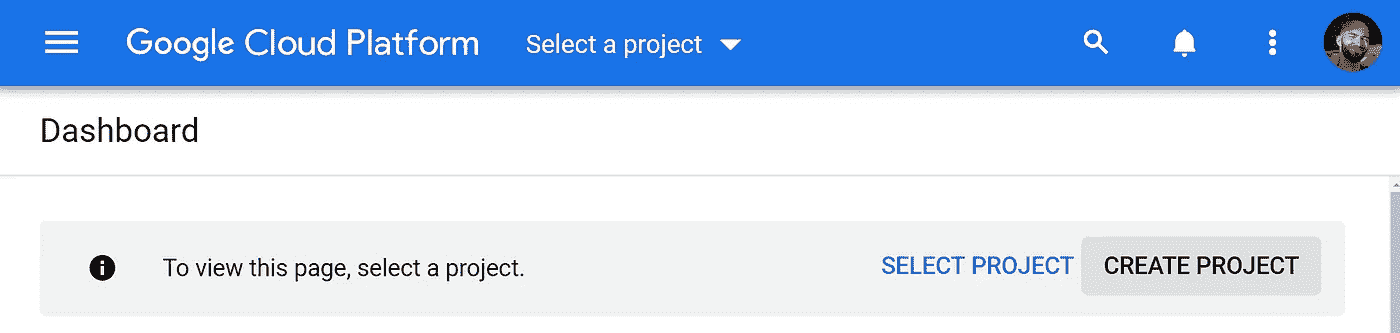 Google Cloud Platform Select a project
Dashboard
To view this page, select a project. SELECT PROJECT CREATE PROJECT